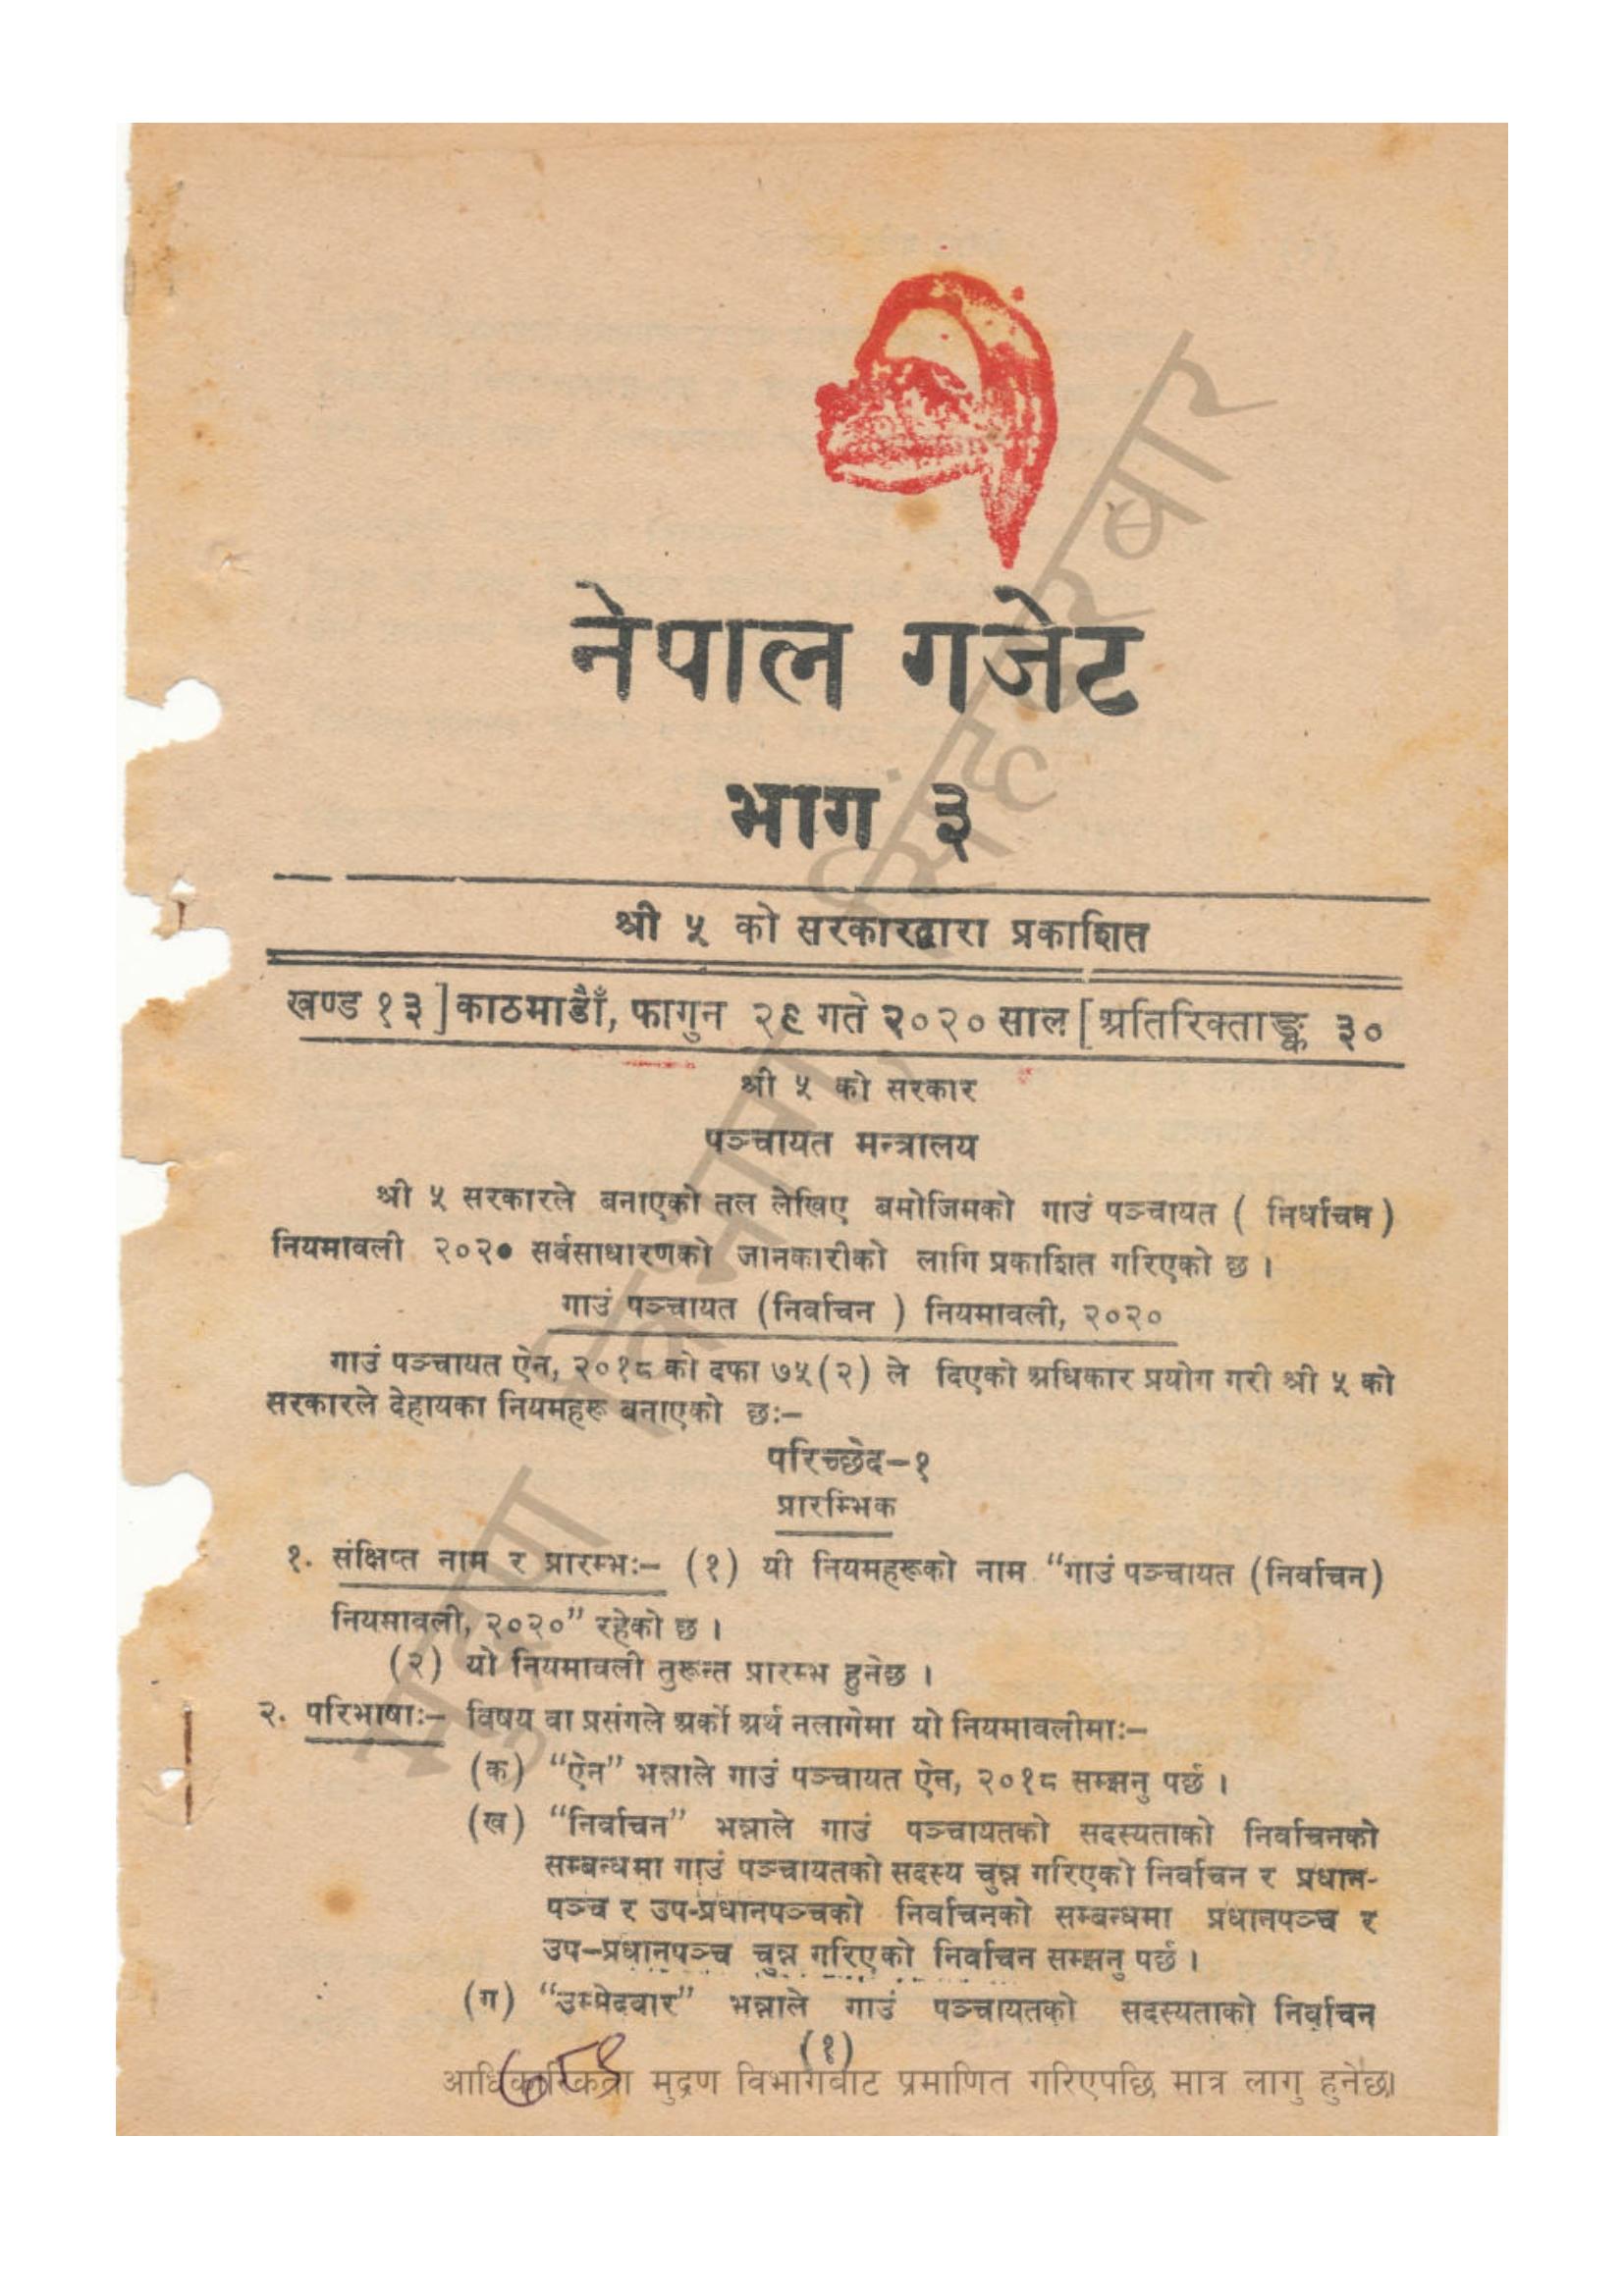 नेपाल गजेट
भाग ३
श्री ५ को सरकारद्वारा प्रकाशित
खण्ड १३] काठमाडौँ, फागुन २९ गते २०२० साल [अतिरिक्ताङ्क ३०
श्री ५ को सरकार
पञ्चायत मन्त्रालय
श्री ५ सरकारले बनाएको तल लेखिए बमोजिमको गाउं पञ्चायत ( निर्वाचन )
नियमावली २०२० सर्वसाधारणको जानकारीको लागि प्रकाशित गरिएको छ ।
गाउं पञ्चायत (निर्वाचन ) नियमावली, २०२०
गाउं पञ्चायत ऐन, २०१८ को दफा ७५(२) ले दिएको अधिकार प्रयोग गरी श्री ५ को
सरकारले देहायका नियमहरू बनाएको छः–
परिच्छेद–१
प्रारम्भिक
१. संक्षिप्त नाम र प्रारम्भः– (१) यी नियमहरूको नाम “गाउं पञ्चायत (निर्वाचन)
नियमावली, २०२०” रहेको छ ।
(२) यो नियमावली तुरून्त प्रारम्भ हुनेछ ।
२. परिभाषाः– विषय वा प्रसंगले अर्को अर्थ नलागेमा यो नियमावलीमाः–
(क) “ऐन” भन्नाले गाउं पञ्चायत ऐन, २०१८ सम्झनु पर्छ ।
(ख) “निर्वाचन” भन्नाले गाउं पञ्चायतको सदस्यताको निर्वाचनको
सम्बन्धमा गाउं पञ्चायतको सदस्य चुन्न गरिएको निर्वाचन र प्रधान-
पञ्च र उप-प्रधानपञ्चको निर्वाचनको सम्बन्धमा प्रधानपञ्च र
उप–प्रधानपञ्च चुन्न गरिएको निर्वाचन सम्झनु पर्छ ।
(ग) “उम्मेदवार” भन्नाले गाउं पञ्चायतको सदस्यताको निर्वाचन
(१)
आधिकारिकता मुद्रण विभागबाट प्रमाणित गरिएपछि मात्र लागु हुनेछ।
मुद्रण विभाग, सिंहदरवार